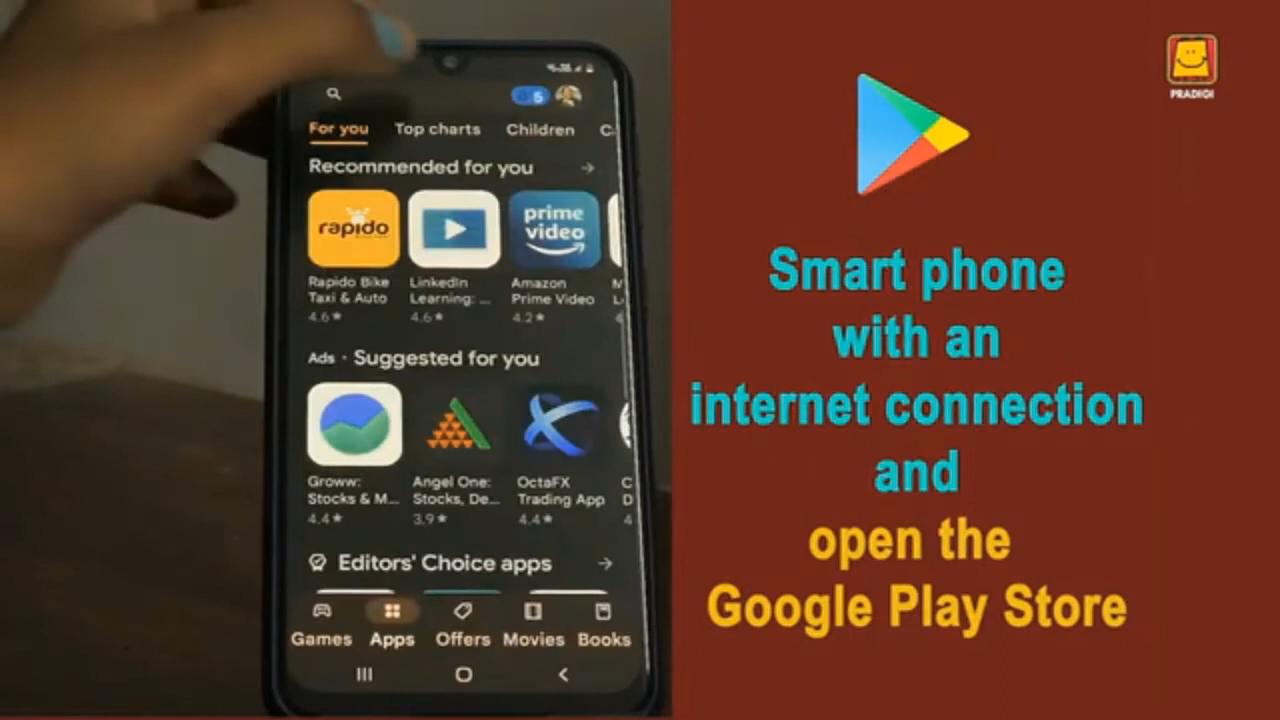 6
For you Top charts Children
Recommended for you
rapido
prime
video
Rapido Bike
Taxi & Auto
4.6★
LinkedIn
Learning: ...
4.6★
Amazon
Prime Video
4.2★
Ads · Suggested for you
Groww:
Stocks & M...
4.4★
Angel One:
Stocks, De...
3.9★
OctaFX
Trading App
4.4★
Editors' Choice apps
Games Apps Offers Movies Books
PRADIGI
Smart phone
with an
internet connection
and
open the
Google Play Store